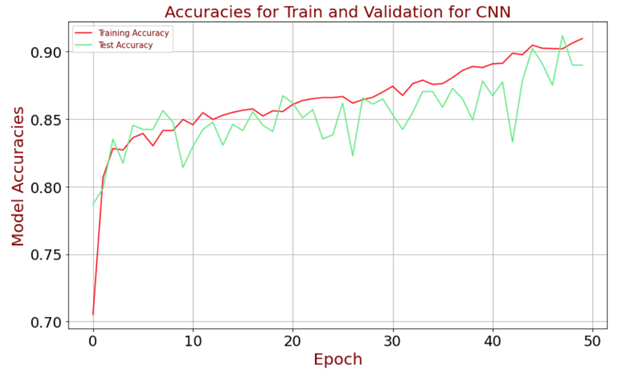 Accuracies for Train and Validation for CNN
Training Accuracy
Test Accuracy
Model Accuracies
0.90
0.85
0.80
0.75
0.70
0 10 20 30 40 50
Epoch